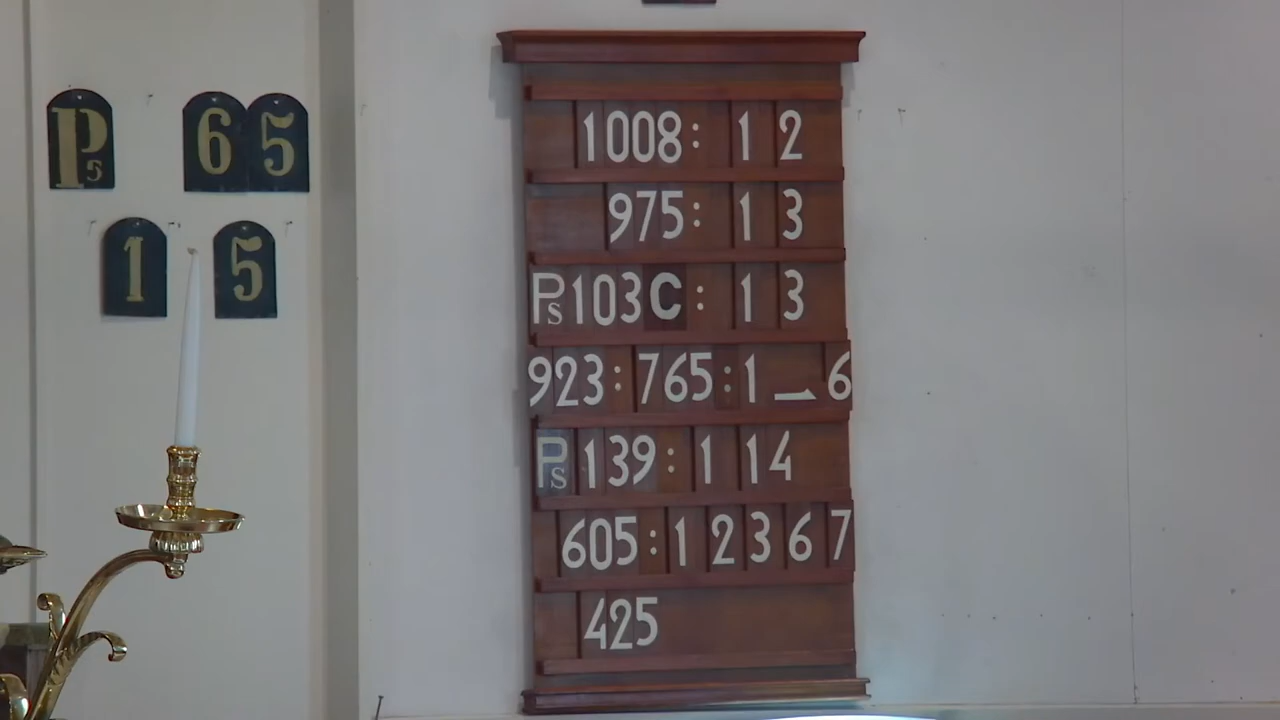 Ps 65
1 5
1008: 1 2
975: 1 3
Ps 103C: 1 3
923: 765: 1 _ 6
Ps 139: 1 14
605: 1 2 3 6 7
425